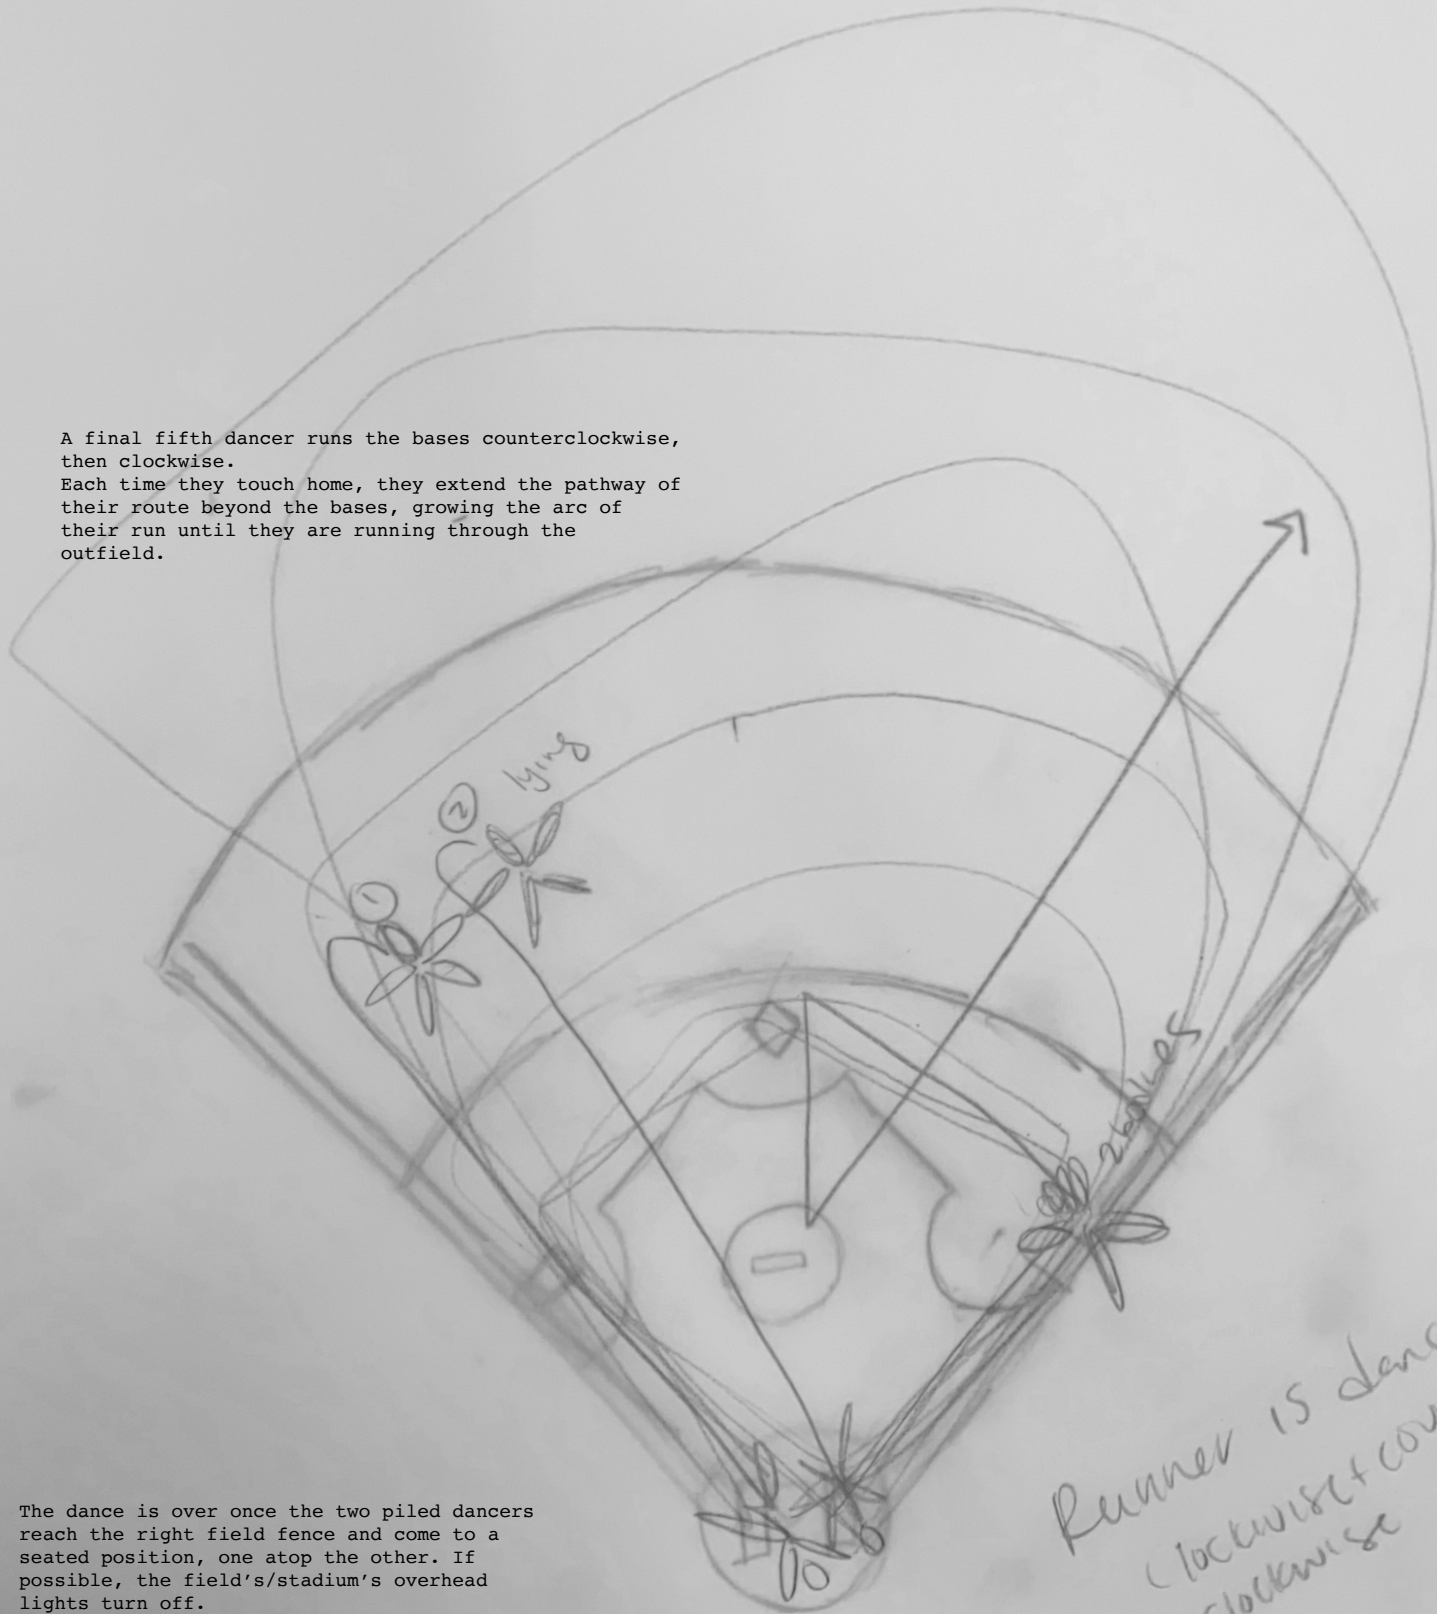 A final fifth dancer runs the bases counterclockwise,
then clockwise.
Each time they touch home, they extend the pathway of
their route beyond the bases, growing the arc of
their run until they are running through the
outfield.
② lying
①
2 bodies
Runner is danc
clockwise + cou
clockwise
The dance is over once the two piled dancers
reach the right field fence and come to a
seated position, one atop the other. If
possible, the field's/stadium's overhead
lights turn off.